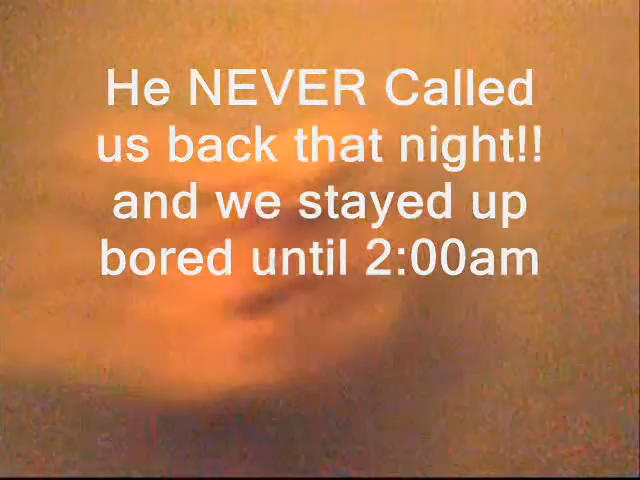 He NEVER Called
us back that night!!
and we stayed up
bored until 2:00am